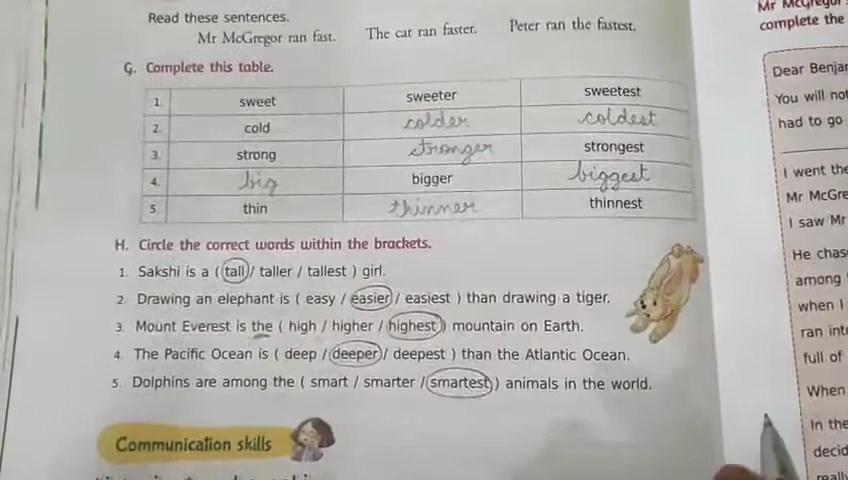 Read these sentences.
Mr McGregor ran fast. The cat ran faster. Peter ran the fastest.
G. Complete this table.
1. sweet sweeter sweetest
2. cold colder coldest
3. strong stronger strongest
4. big bigger biggest
5. thin thinner thinnest
H. Circle the correct words within the brackets.
1. Sakshi is a ( tall / taller / tallest ) girl.
2. Drawing an elephant is ( easy / easier / easiest ) than drawing a tiger.
3. Mount Everest is the ( high / higher / highest ) mountain on Earth.
4. The Pacific Ocean is ( deep / deeper / deepest ) than the Atlantic Ocean.
5. Dolphins are among the ( smart / smarter / smartest ) animals in the world.
Communication skills
Mr McGregor
complete the
Dear Benja
You will not
had to go
I went the
Mr McGre
I saw Mr
He chas
among
when I
ran int
full of
When
In the
decid
really